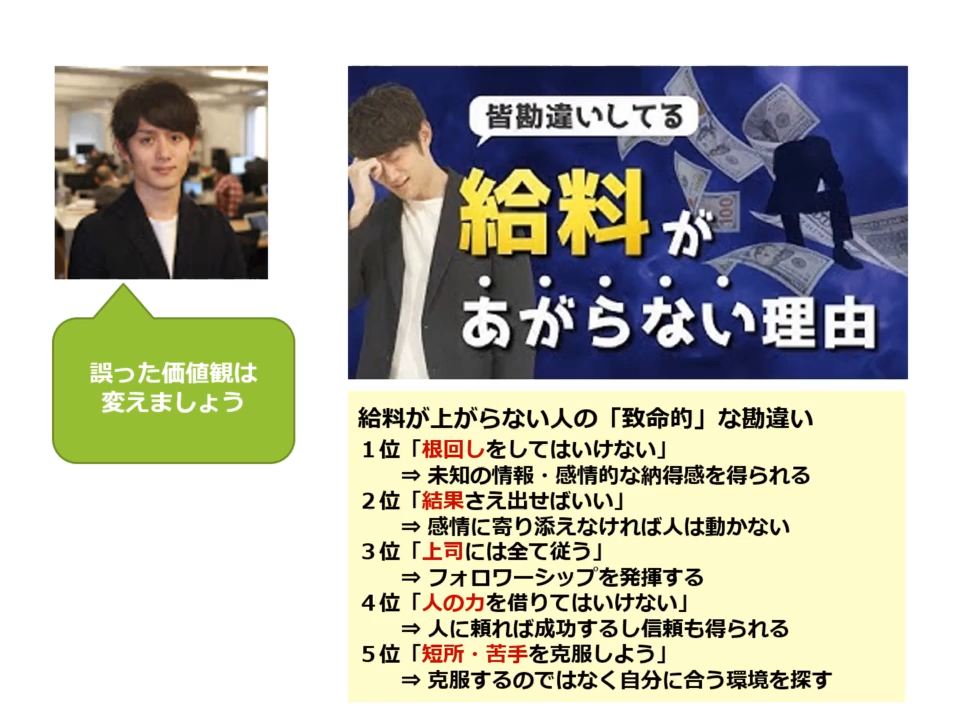 皆勘違いしてる
給料が
あがらない理由
誤った価値観は
変えましょう
給料が上がらない人の「致命的」な勘違い
１位「根回しをしてはいけない」
⇒ 未知の情報・感情的な納得感を得られる
２位「結果さえ出せばいい」
⇒ 感情に寄り添えなければ人は動かない
３位「上司には全て従う」
⇒ フォロワーシップを発揮する
４位「人の力を借りてはいけない」
⇒ 人に頼れば成功するし信頼も得られる
５位「短所・苦手を克服しよう」
⇒ 克服するのではなく自分に合う環境を探す
100